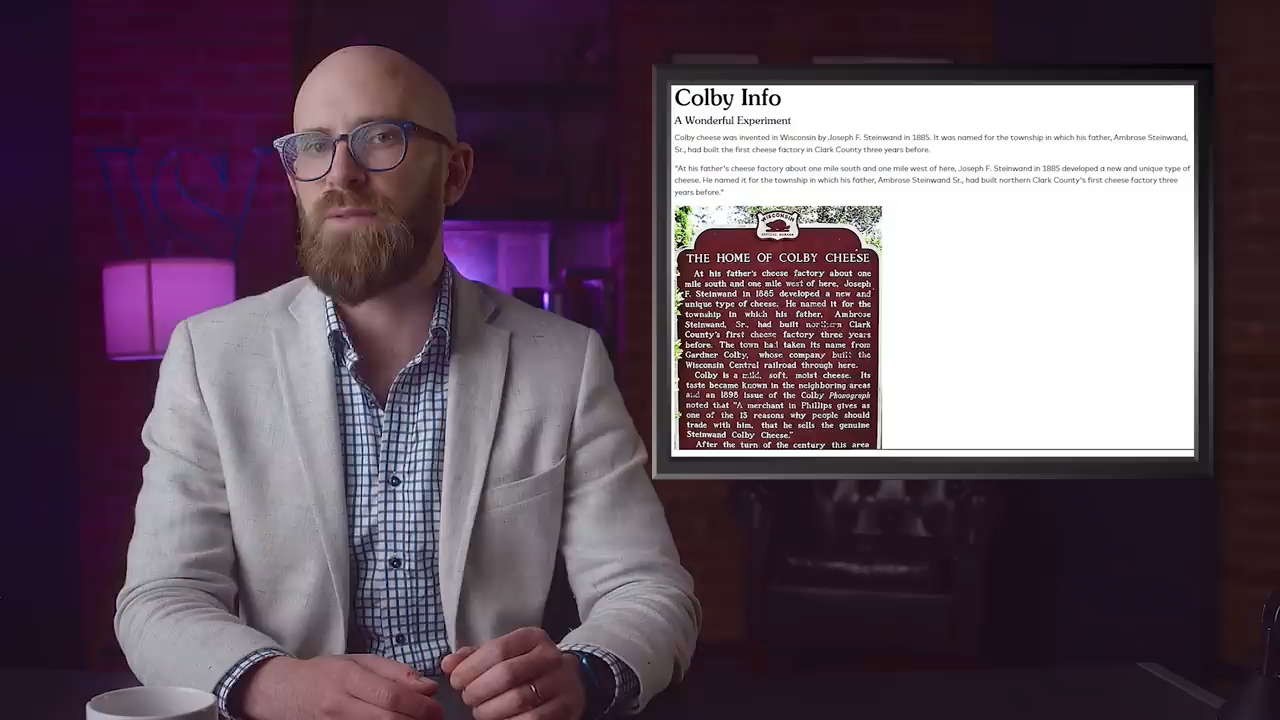 Colby Info
A Wonderful Experiment
Colby cheese was invented in Wisconsin by Joseph F. Steinwand in 1885. It was named for the township in which his father, Ambrose Steinwand,
Sr., had built the first cheese factory in Clark County three years before.
"At his father's cheese factory about one mile south and one mile west of here, Joseph F. Steinwand in 1885 developed a new and unique type of
cheese. He named it for the township in which his father, Ambrose Steinwand Sr., had built northern Clark County's first cheese factory three
years before."
WISCONSIN
THE HOME OF COLBY CHEESE
At his father's cheese factory about one
mile south and one mile west of here, Joseph
F. Steinwand in 1885 developed a new and
unique type of cheese. He named it for the
township in which his father, Ambrose
Steinwand, Sr., had built northern Clark
County's first cheese factory three years
before. The town had taken its name from
Gardner Colby, whose company built the
Wisconsin Central railroad through here.
Colby is a mild, soft, moist cheese. Its
taste became known in the neighboring areas
and an 1898 issue of the Colby Phonograph
noted that "A merchant in Phillips gives as
one of the 13 reasons why people should
trade with him, that he sells the genuine
Steinwand Colby Cheese."
After the turn of the century this area